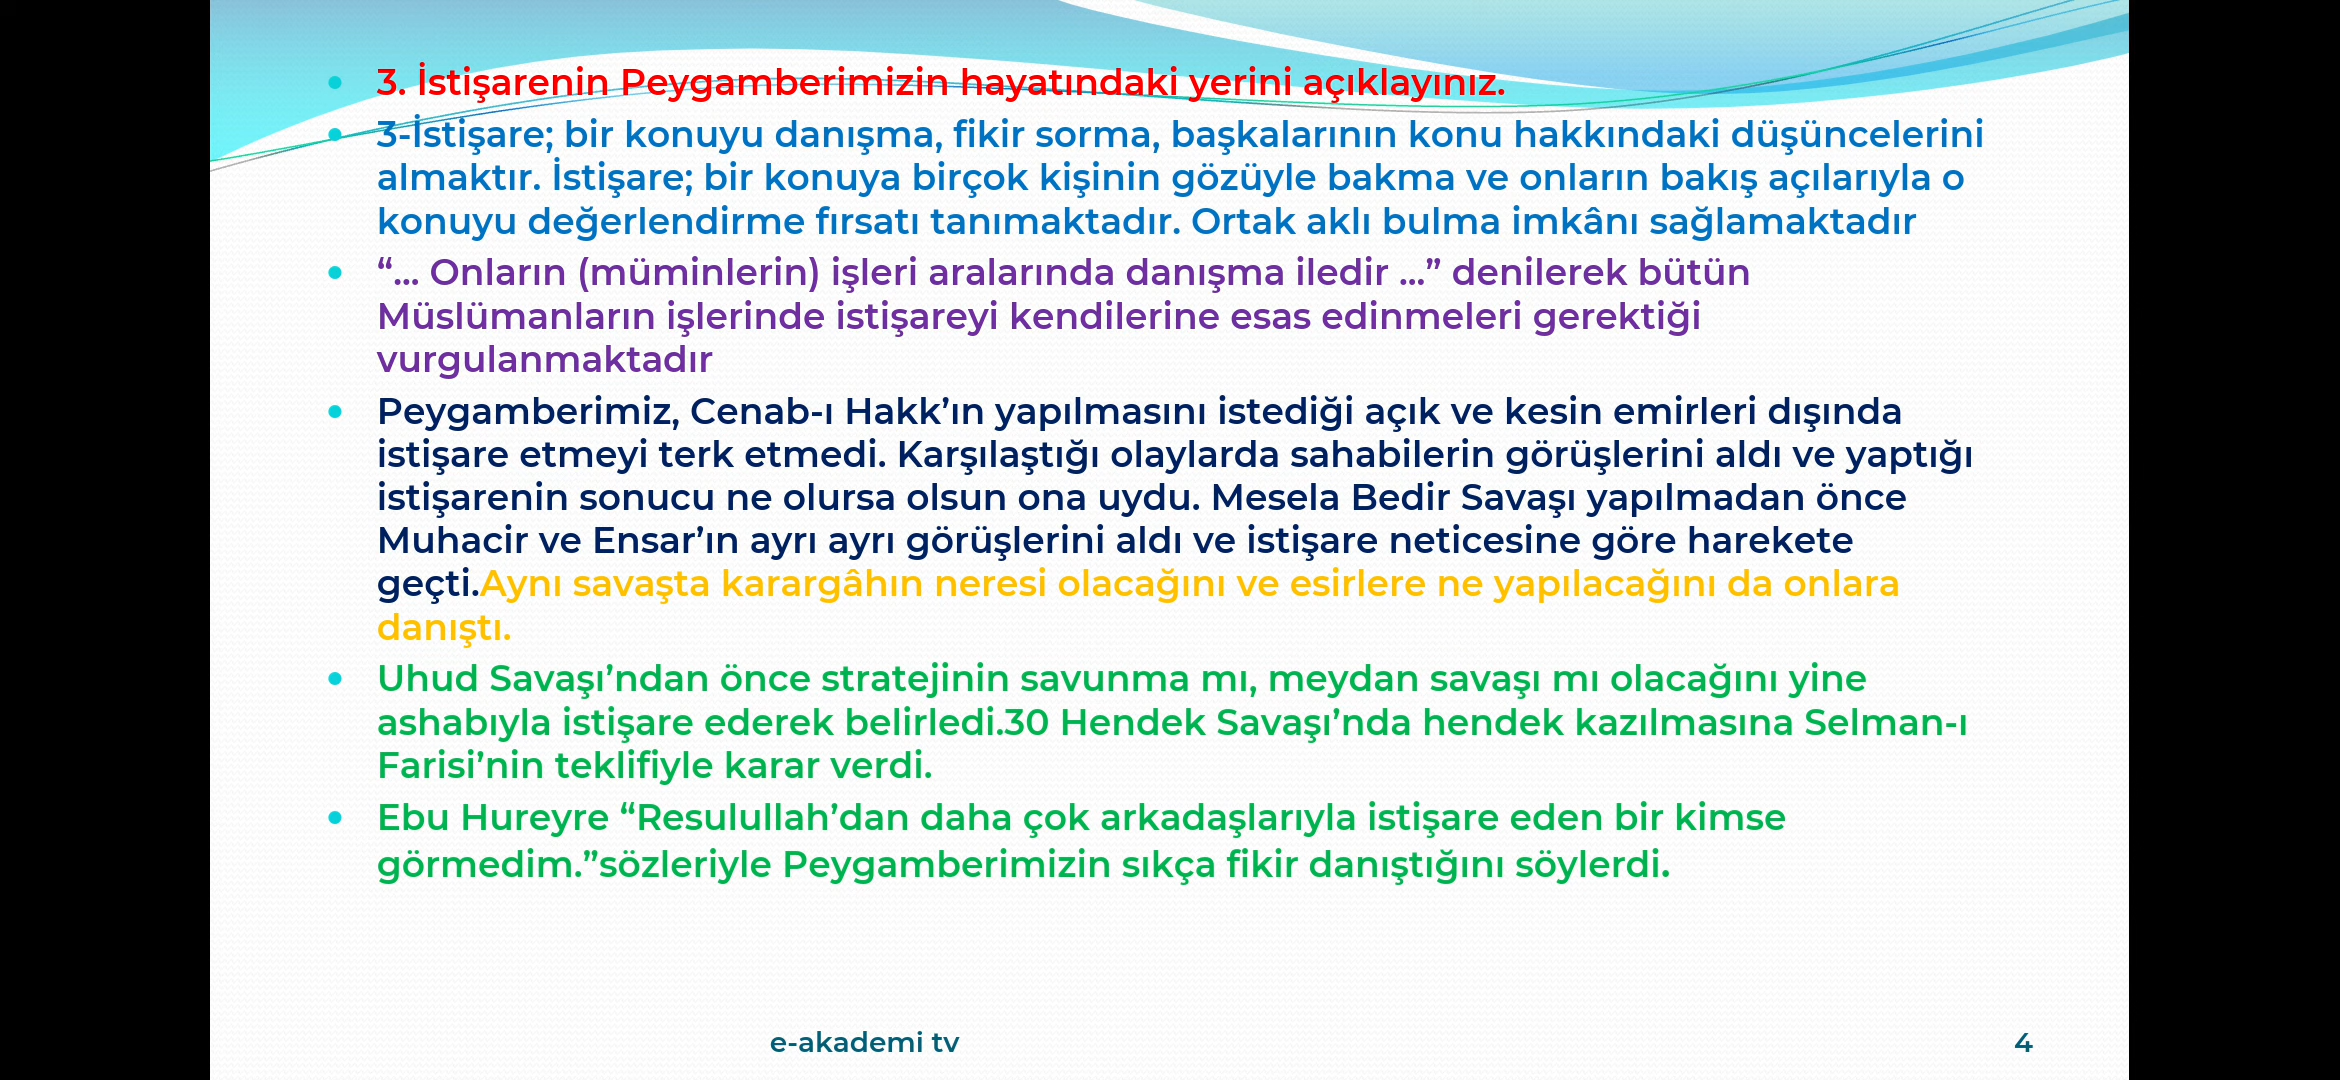 3. İstişarenin Peygamberimizin hayatındaki yerini açıklayınız.
3-İstişare; bir konuyu danışma, fikir sorma, başkalarının konu hakkındaki düşüncelerini
almaktır. İstişare; bir konuya birçok kişinin gözüyle bakma ve onların bakış açılarıyla o
konuyu değerlendirme fırsatı tanımaktadır. Ortak aklı bulma imkânı sağlamaktadır
“... Onların (müminlerin) işleri aralarında danışma iledir ...” denilerek bütün
Müslümanların işlerinde istişareyi kendilerine esas edinmeleri gerektiği
vurgulanmaktadır
Peygamberimiz, Cenab-ı Hakk’ın yapılmasını istediği açık ve kesin emirleri dışında
istişare etmeyi terk etmedi. Karşılaştığı olaylarda sahabilerin görüşlerini aldı ve yaptığı
istişarenin sonucu ne olursa olsun ona uydu. Mesela Bedir Savaşı yapılmadan önce
Muhacir ve Ensar’ın ayrı ayrı görüşlerini aldı ve istişare neticesine göre harekete
geçti.Aynı savaşta karargâhın neresi olacağını ve esirlere ne yapılacağını da onlara
danıştı.
Uhud Savaşı’ndan önce stratejinin savunma mı, meydan savaşı mı olacağını yine
ashabıyla istişare ederek belirledi.30 Hendek Savaşı’nda hendek kazılmasına Selman-ı
Farisi’nin teklifiyle karar verdi.
Ebu Hureyre “Resulullah’dan daha çok arkadaşlarıyla istişare eden bir kimse
görmedim.”sözleriyle Peygamberimizin sıkça fikir danıştığını söylerdi.
e-akademi tv
4